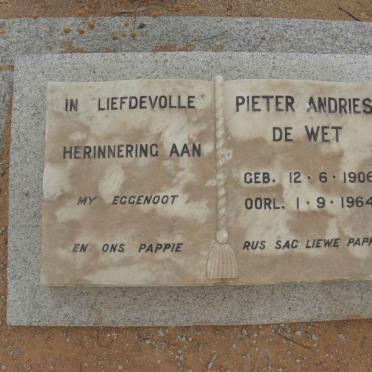 IN LIEFDEVOLLE
HERINNERING AAN
MY EGGENOOT
EN ONS PAPPIE
PIETER ANDRIES
DE WET
GEB. 12·6·1906
OORL. 1·9·1964
RUS SAG LIEWE